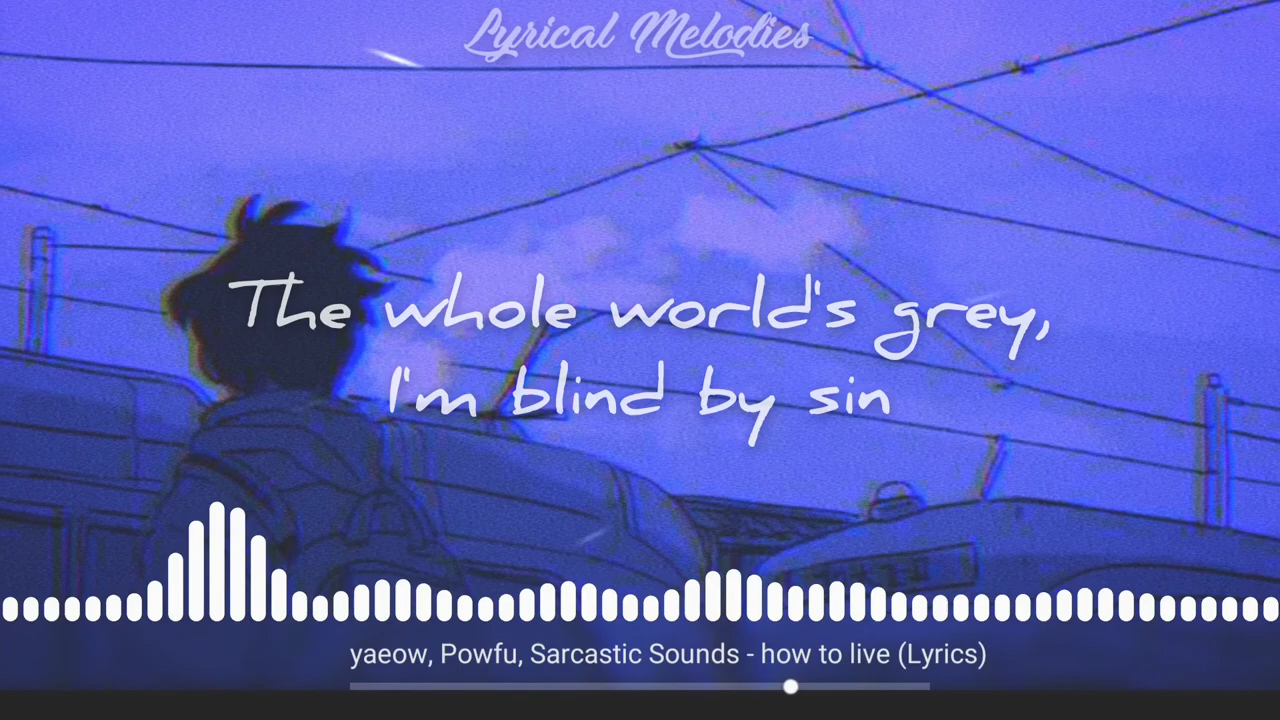 Lyrical Melodies
The whole world's grey,
I'm blind by sin
yaeow, Powfu, Sarcastic Sounds - how to live (Lyrics)